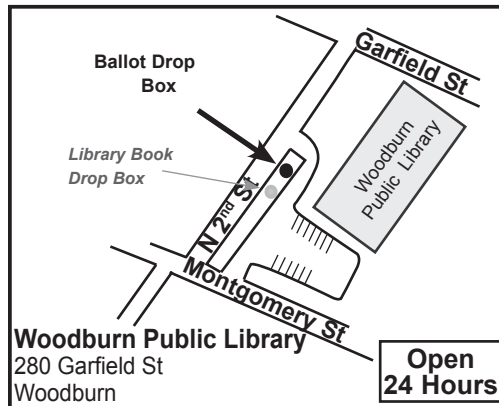 Garfield St
Ballot Drop
Box
Library Book
Drop Box
Woodburn
Public Library
N 2nd St
Montgomery St
Woodburn Public Library
280 Garfield St
Woodburn
Open
24 Hours